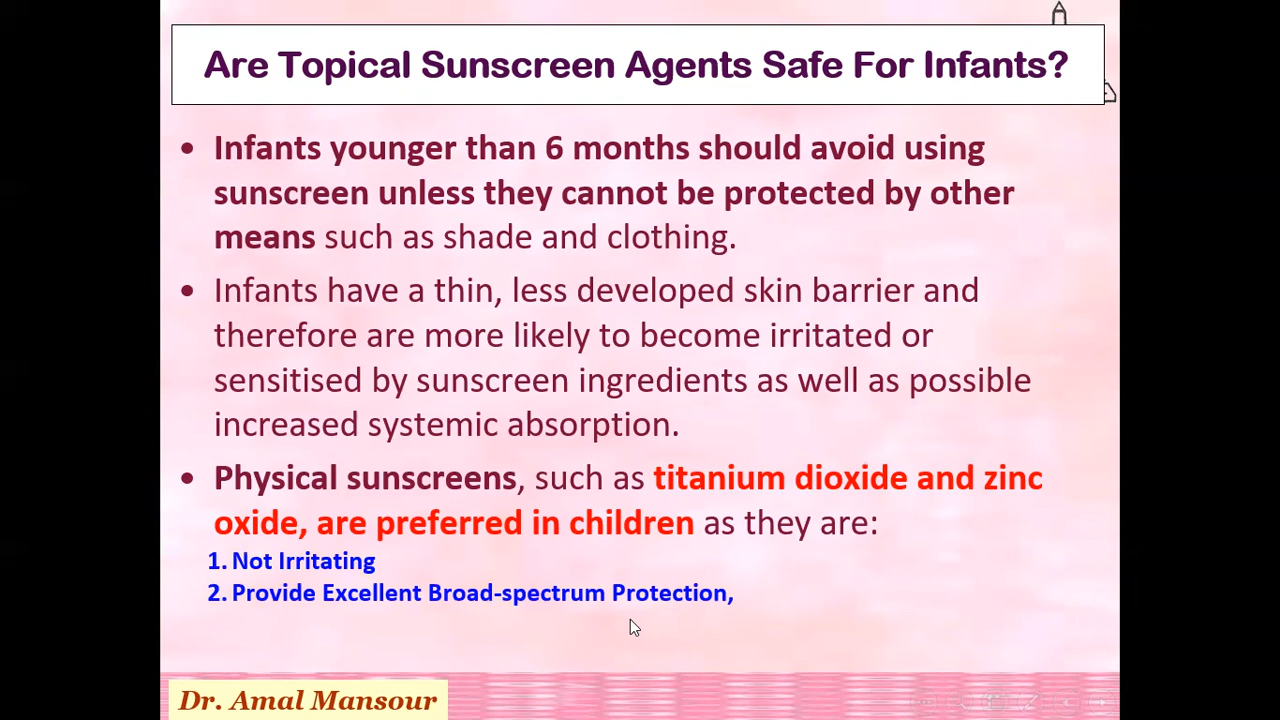 Are Topical Sunscreen Agents Safe For Infants?
• Infants younger than 6 months should avoid using
sunscreen unless they cannot be protected by other
means such as shade and clothing.
• Infants have a thin, less developed skin barrier and
therefore are more likely to become irritated or
sensitised by sunscreen ingredients as well as possible
increased systemic absorption.
• Physical sunscreens, such as titanium dioxide and zinc
oxide, are preferred in children as they are:
1. Not Irritating
2. Provide Excellent Broad-spectrum Protection,
Dr. Amal Mansour